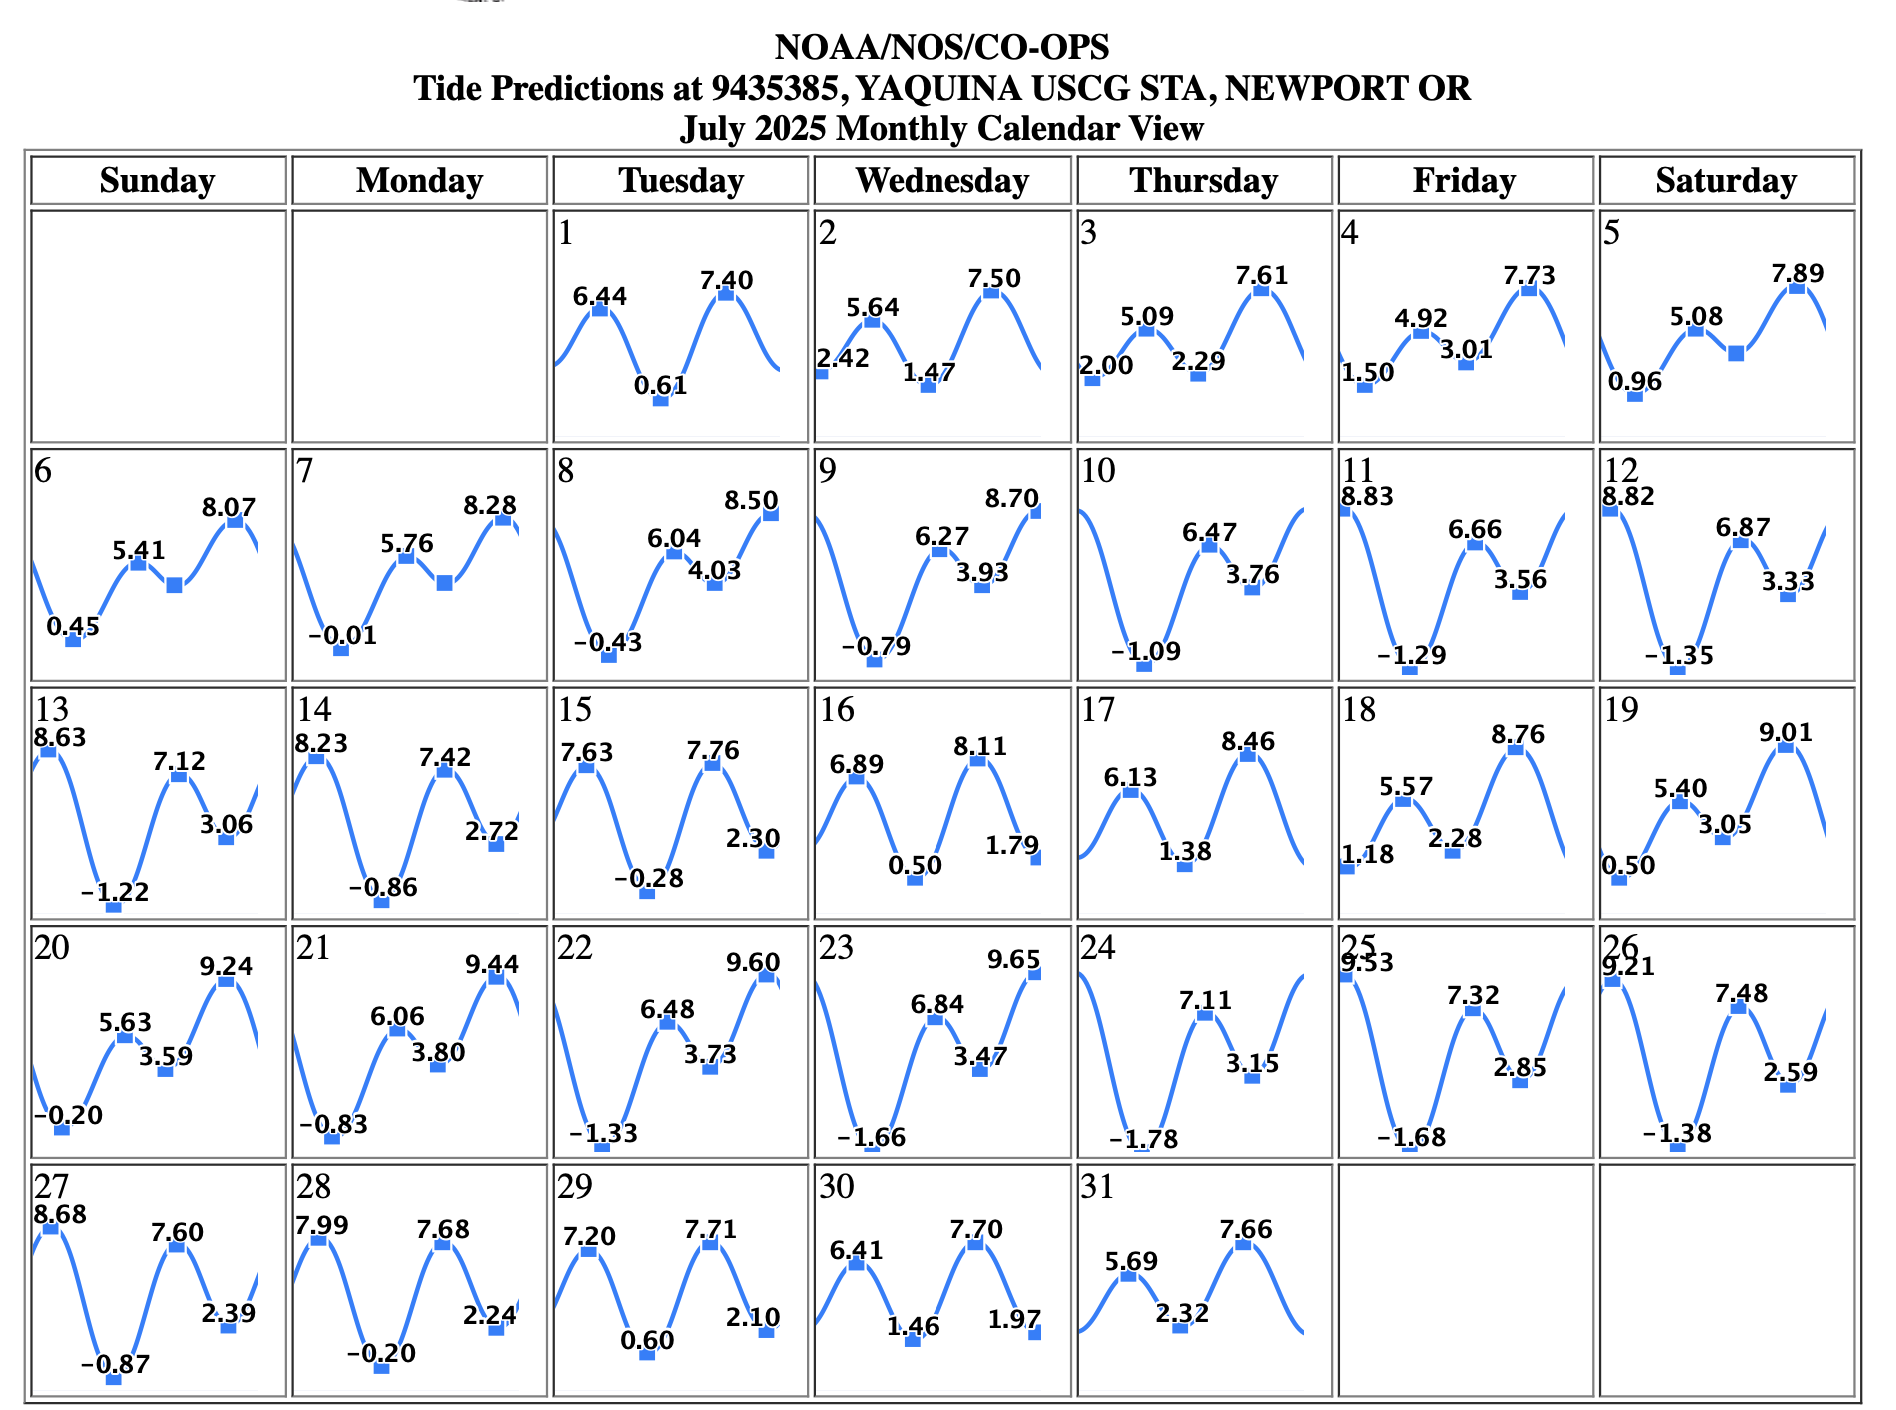 NOAA/NOS/CO-OPS
Tide Predictions at 9435385, YAQUINA USCG STA, NEWPORT OR
July 2025 Monthly Calendar View
Sunday Monday Tuesday Wednesday Thursday Friday Saturday
1
6.44 0.61 7.40
2
2.42 5.64 1.47 7.50
3
2.00 5.09 2.29 7.61
4
1.50 4.92 3.01 7.73
5
0.96 5.08 7.89
6
0.45 5.41 8.07
7
-0.01 5.76 8.28
8
-0.43 6.04 4.03 8.50
9
-0.79 6.27 3.93 8.70
10
-1.09 6.47 3.76
11
8.83 -1.29 6.66 3.56
12
8.82 -1.35 6.87 3.33
13
8.63 -1.22 7.12 3.06
14
8.23 -0.86 7.42 2.72
15
7.63 -0.28 7.76 2.30
16
6.89 0.50 8.11 1.79
17
6.13 1.38 8.46
18
1.18 5.57 2.28 8.76
19
0.50 5.40 3.05 9.01
20
-0.20 5.63 3.59 9.24
21
-0.83 6.06 3.80 9.44
22
-1.33 6.48 3.73 9.60
23
-1.66 6.84 3.47 9.65
24
-1.78 7.11 3.15
25
9.53 -1.68 7.32 2.85
26
9.21 -1.38 7.48 2.59
27
8.68 -0.87 7.60 2.39
28
7.99 -0.20 7.68 2.24
29
7.20 0.60 7.71 2.10
30
6.41 1.46 7.70 1.97
31
5.69 2.32 7.66